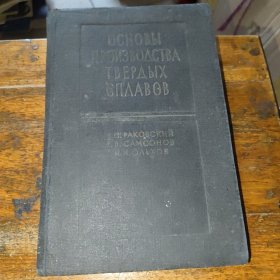 ОСНОВЫ
ПРОИЗВОДСТВА
ТВЕРДЫХ
СПЛАВОВ
РАКОВСКИЙ
САМСОНОВ
ОЛЬХОВ